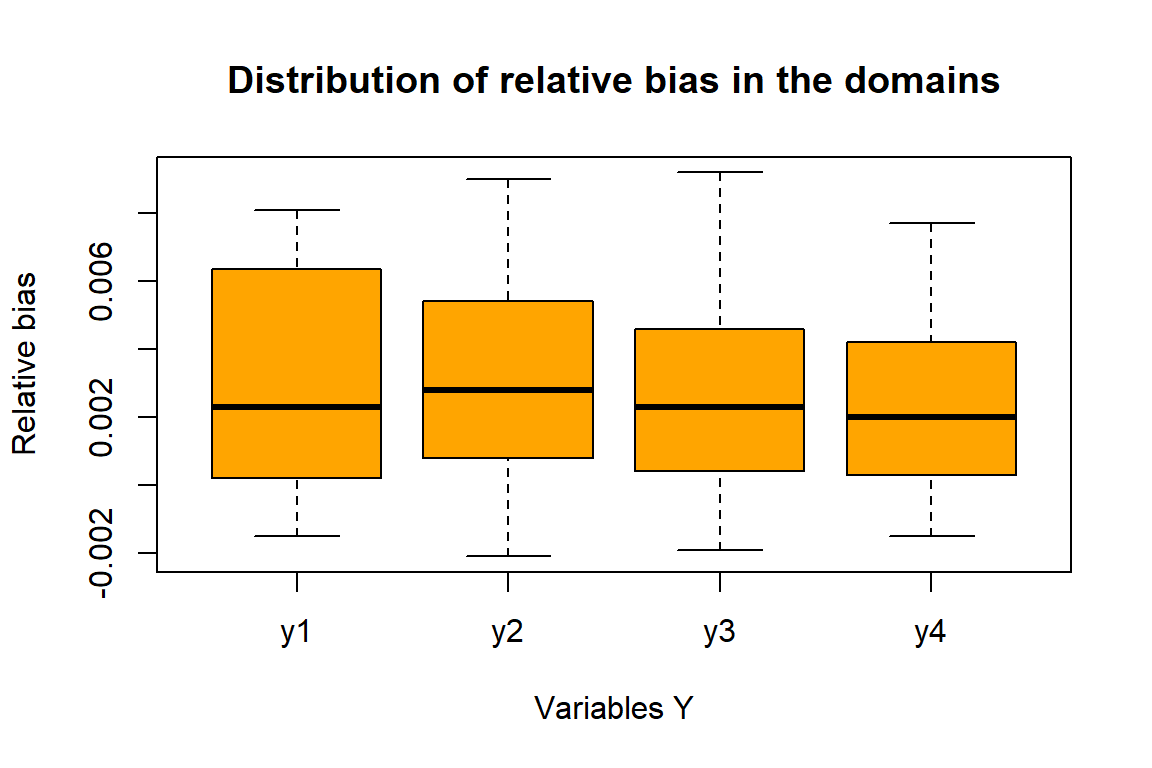 Distribution of relative bias in the domains
Relative bias
0.006
0.002
-0.002
y1 y2 y3 y4
Variables Y